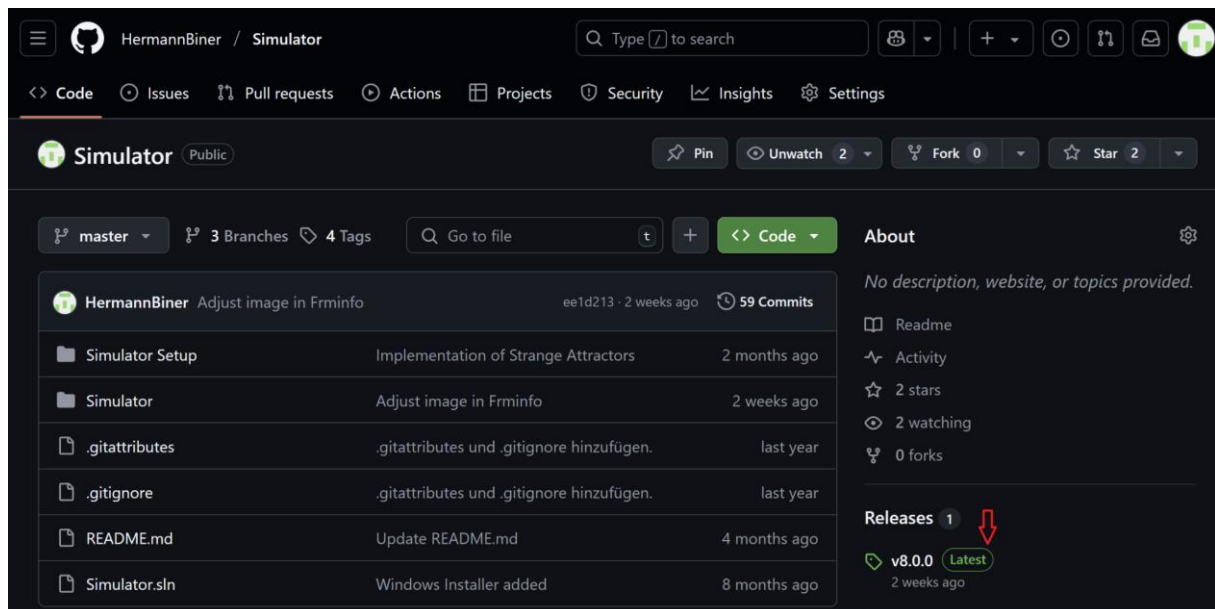 HermannBiner / Simulator
Type / to search
Code Issues Pull requests Actions Projects Security Insights Settings
Simulator Public
Pin Unwatch 2 Fork 0 Star 2
master 3 Branches 4 Tags Go to file t Code
HermannBiner Adjust image in Frminfo ee1d213 · 2 weeks ago 59 Commits
Simulator Setup Implementation of Strange Attractors 2 months ago
Simulator Adjust image in Frminfo 2 weeks ago
.gitattributes .gitattributes und .gitignore hinzufügen. last year
.gitignore .gitattributes und .gitignore hinzufügen. last year
README.md Update README.md 4 months ago
Simulator.sln Windows Installer added 8 months ago
About
No description, website, or topics provided.
Readme
Activity
2 stars
2 watching
0 forks
Releases 1
v8.0.0 Latest
2 weeks ago